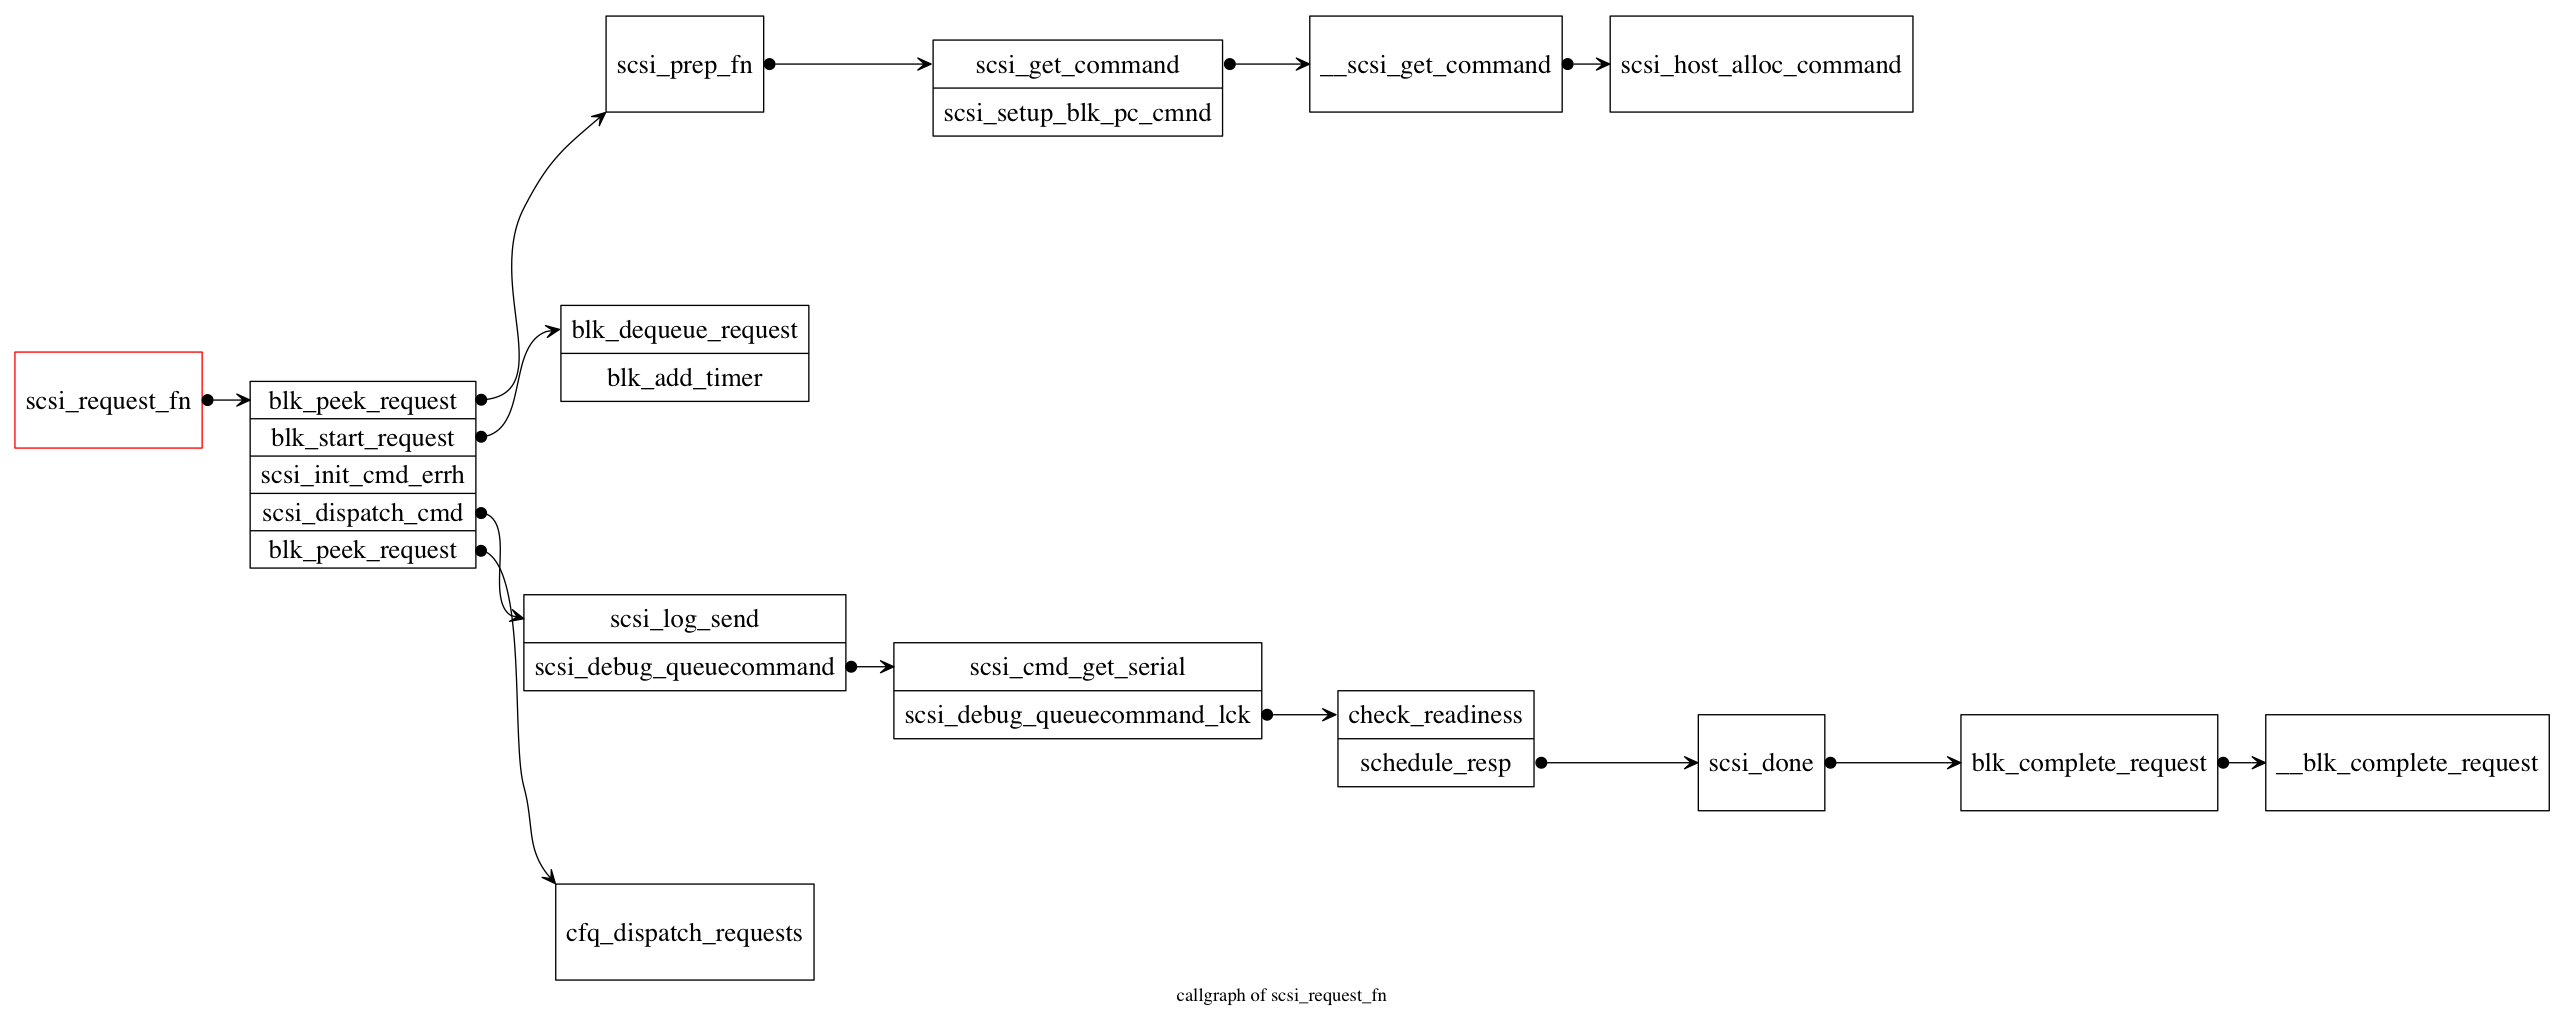 scsi_prep_fn
scsi_get_command
scsi_setup_blk_pc_cmnd
__scsi_get_command
scsi_host_alloc_command
blk_dequeue_request
blk_add_timer
scsi_request_fn
blk_peek_request
blk_start_request
scsi_init_cmd_errh
scsi_dispatch_cmd
blk_peek_request
scsi_log_send
scsi_debug_queuecommand
scsi_cmd_get_serial
scsi_debug_queuecommand_lck
check_readiness
schedule_resp
scsi_done
blk_complete_request
__blk_complete_request
cfq_dispatch_requests
callgraph of scsi_request_fn